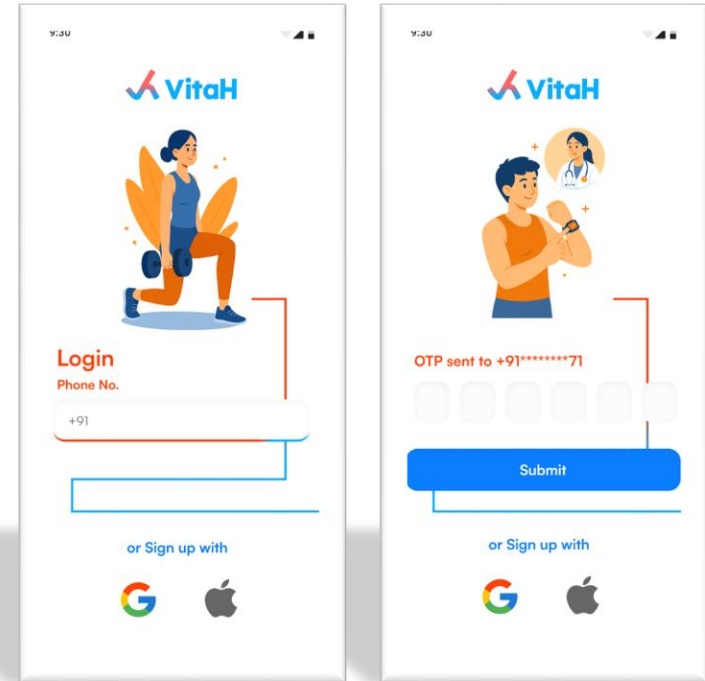 9:30
VitaH
Login
Phone No.
+91
or Sign up with
9:30
VitaH
OTP sent to +91********71
Submit
or Sign up with